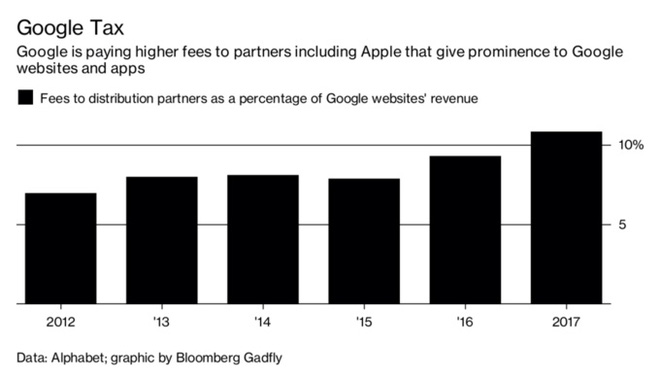 Google Tax
Google is paying higher fees to partners including Apple that give prominence to Google
websites and apps
Fees to distribution partners as a percentage of Google websites' revenue
10%
5
2012 '13 '14 '15 '16 2017
Data: Alphabet; graphic by Bloomberg Gadfly